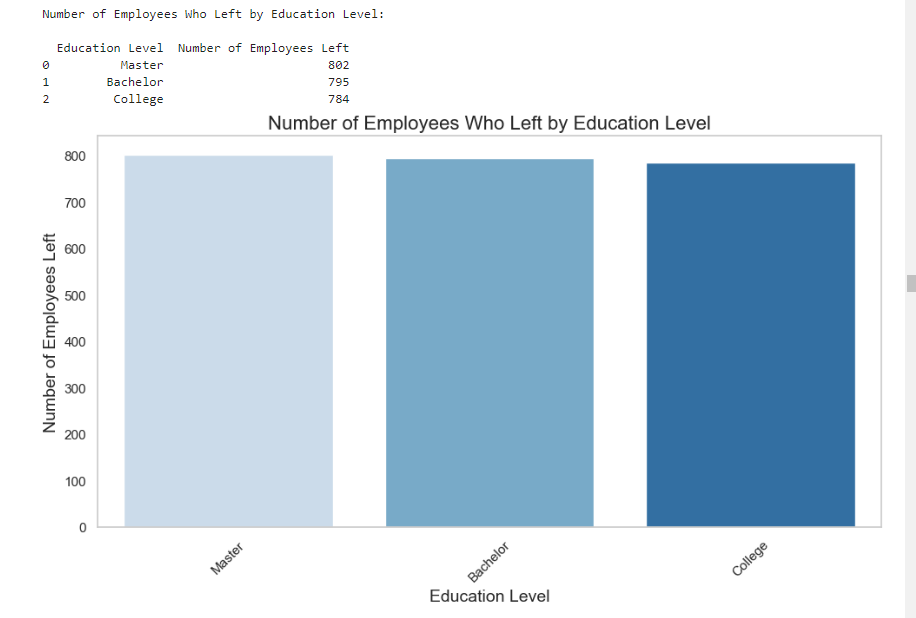 Number of Employees Who Left by Education Level:
Education Level Number of Employees Left
0 Master 802
1 Bachelor 795
2 College 784
Number of Employees Who Left by Education Level
Number of Employees Left
800
700
600
500
400
300
200
100
0
Master
Bachelor
College
Education Level